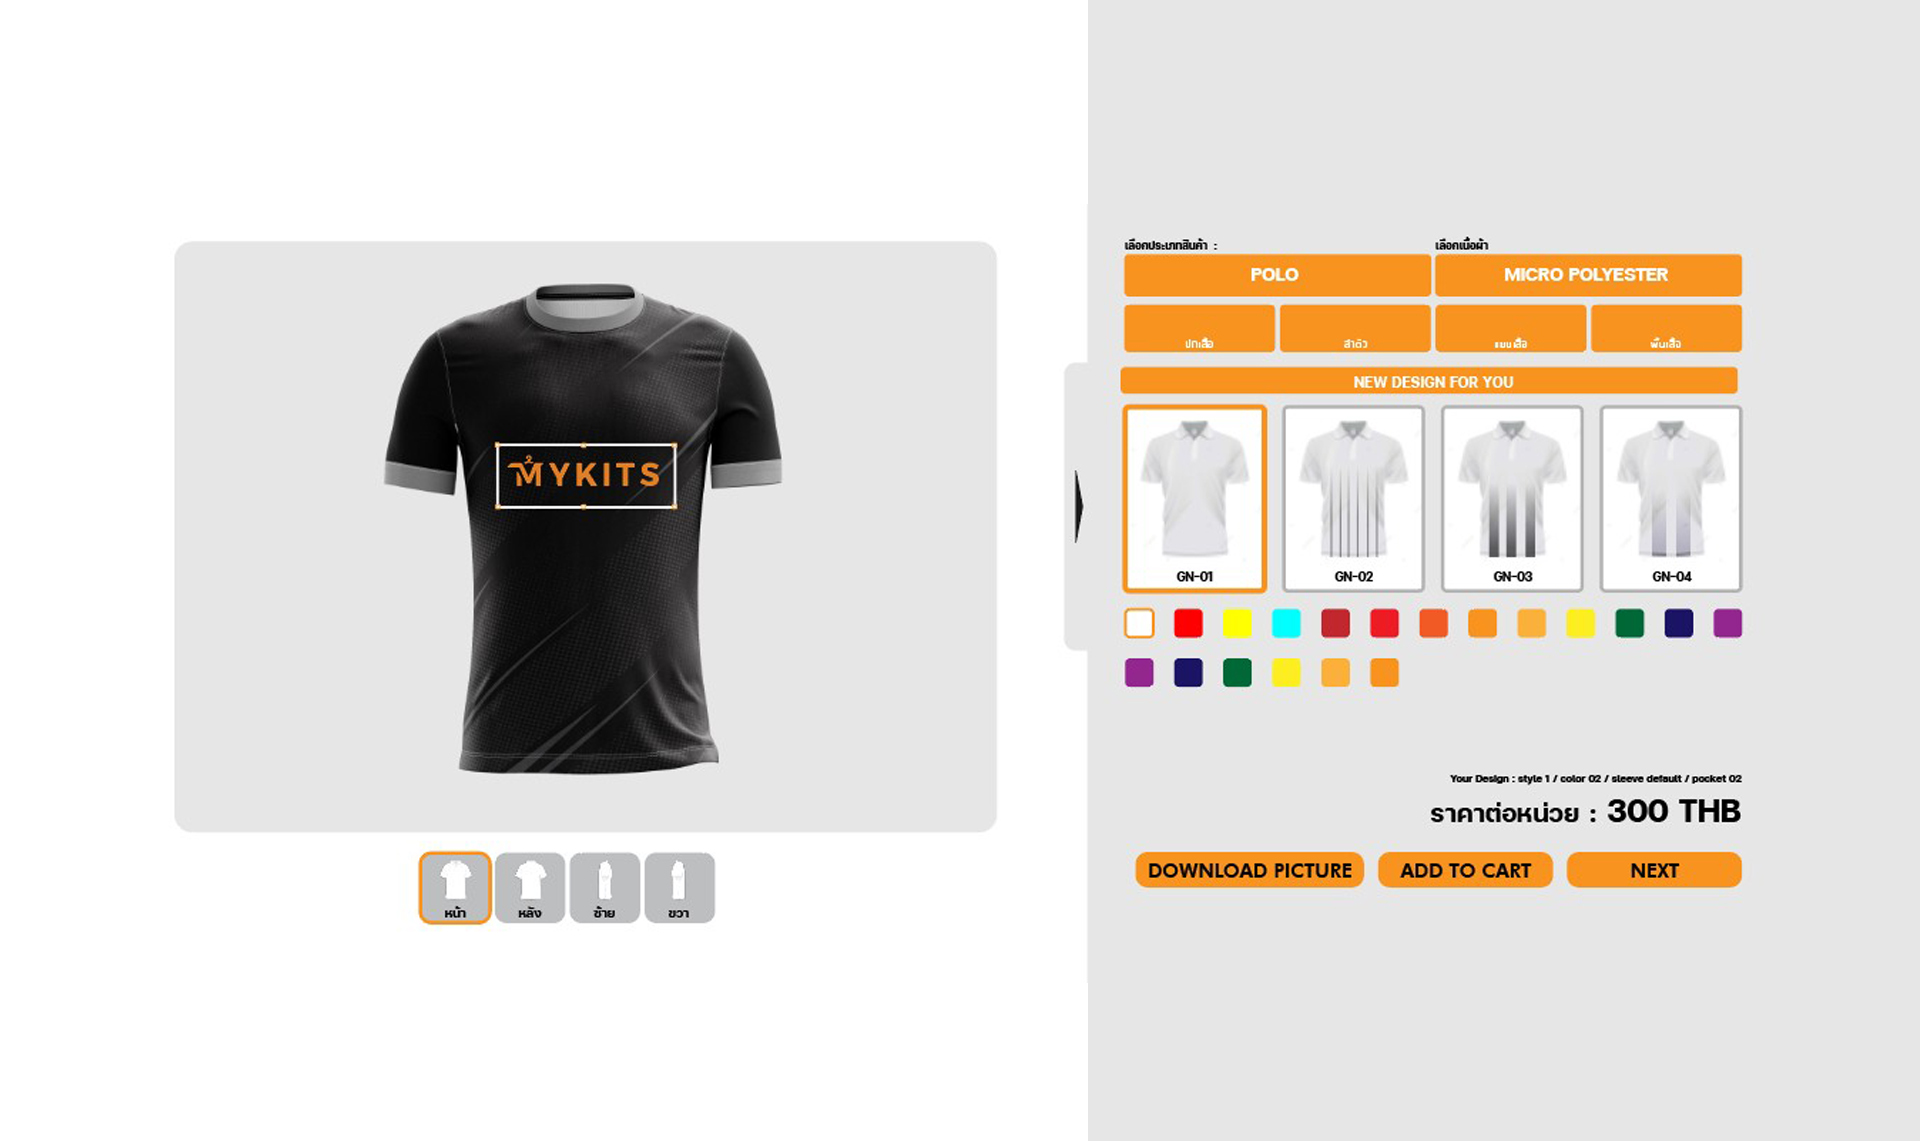 MYKITS
หน้า
หลัง
ซ้าย
ขวา
เลือกประเภทสินค้า :
เลือกเนื้อผ้า
POLO
MICRO POLYESTER
ปกเสื้อ
ลำตัว
แขนเสื้อ
พื้นเสื้อ
NEW DESIGN FOR YOU
GN-01
GN-02
GN-03
GN-04
Your Design : style 1 / color 02 / sleeve default / pocket 02
ราคาต่อหน่วย : 300 THB
DOWNLOAD PICTURE
ADD TO CART
NEXT